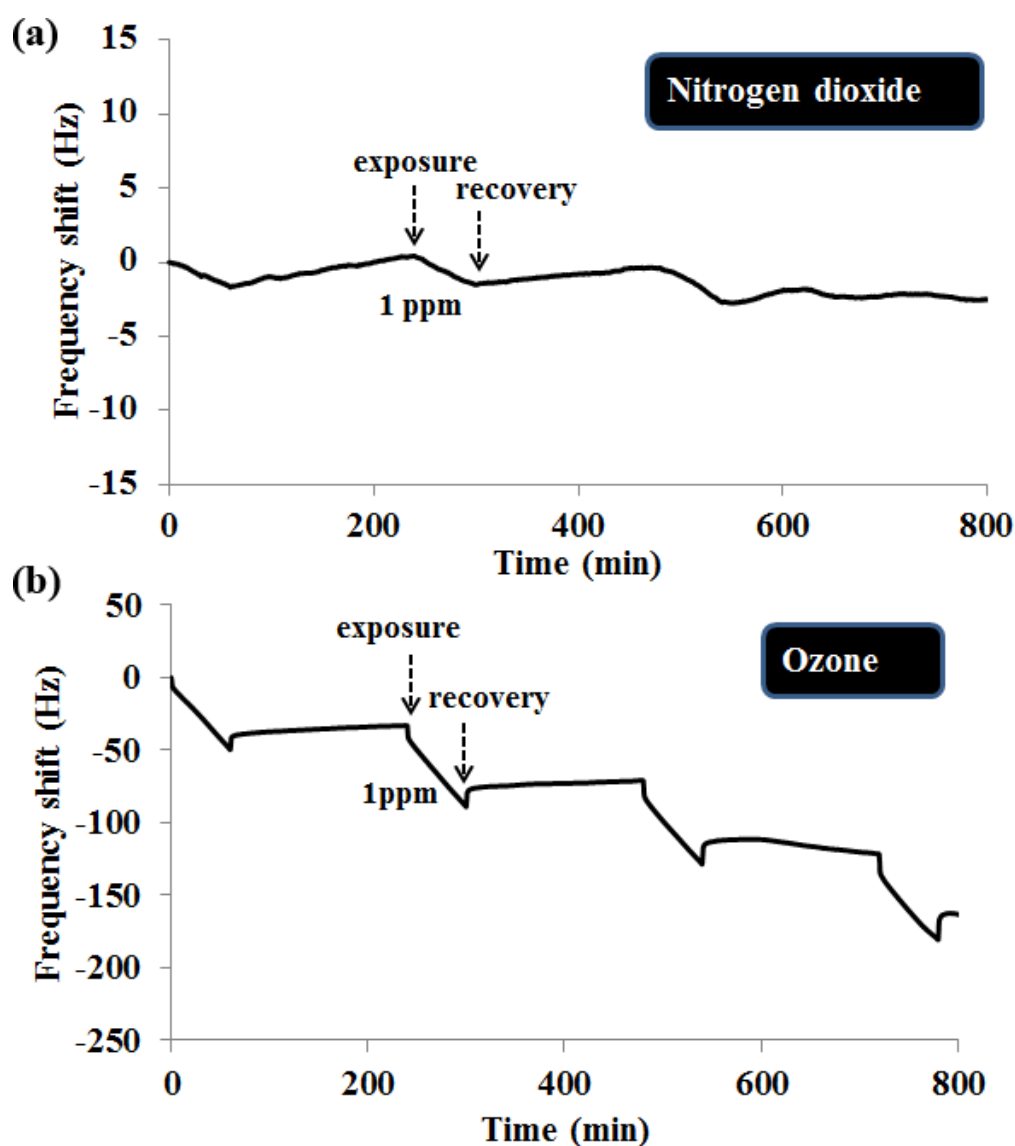 (a)
Nitrogen dioxide
exposure
recovery
1 ppm
Frequency shift (Hz)
15
10
5
0
-5
-10
-15
0 200 400 600 800
Time (min)
(b)
Ozone
exposure
recovery
1ppm
Frequency shift (Hz)
50
0
-50
-100
-150
-200
-250
0 200 400 600 800
Time (min)